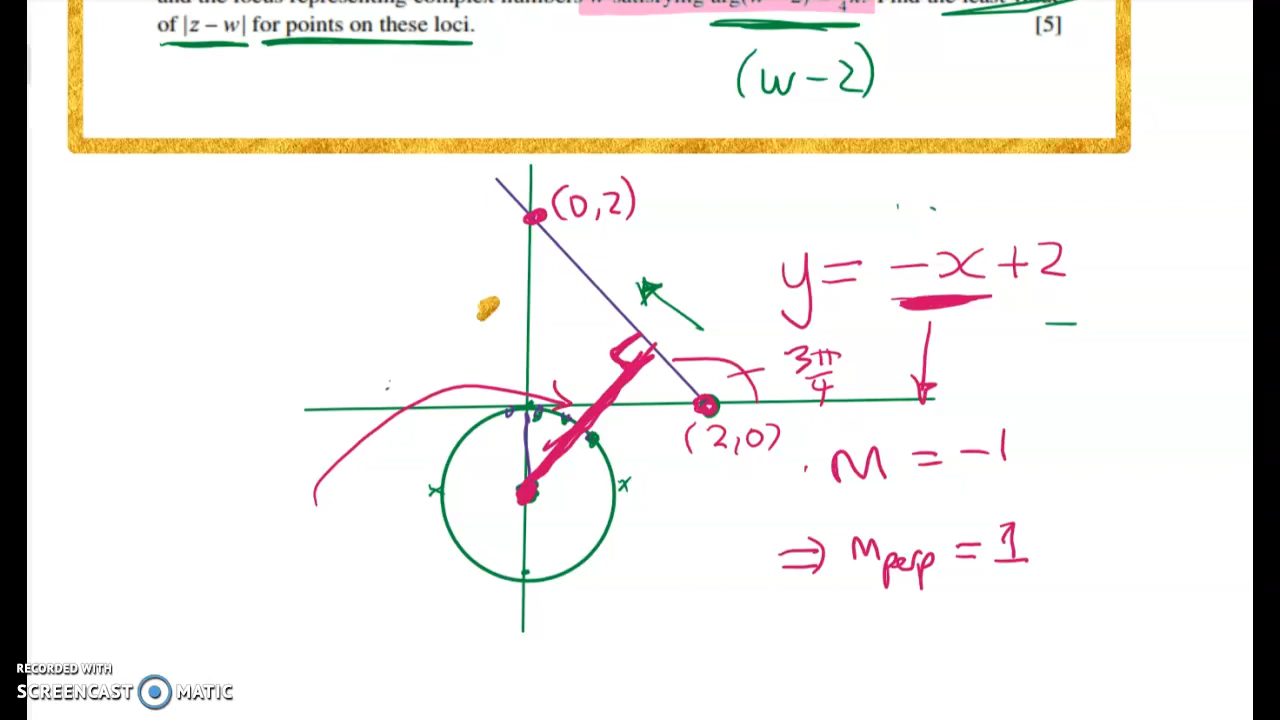 of |z − w| for points on these loci. [5]
(w − 2)
(0,2)
y = −x + 2
3π/4
(2,0)
m = −1
⇒ m perp = 1
RECORDED WITH
SCREENCAST MATIC